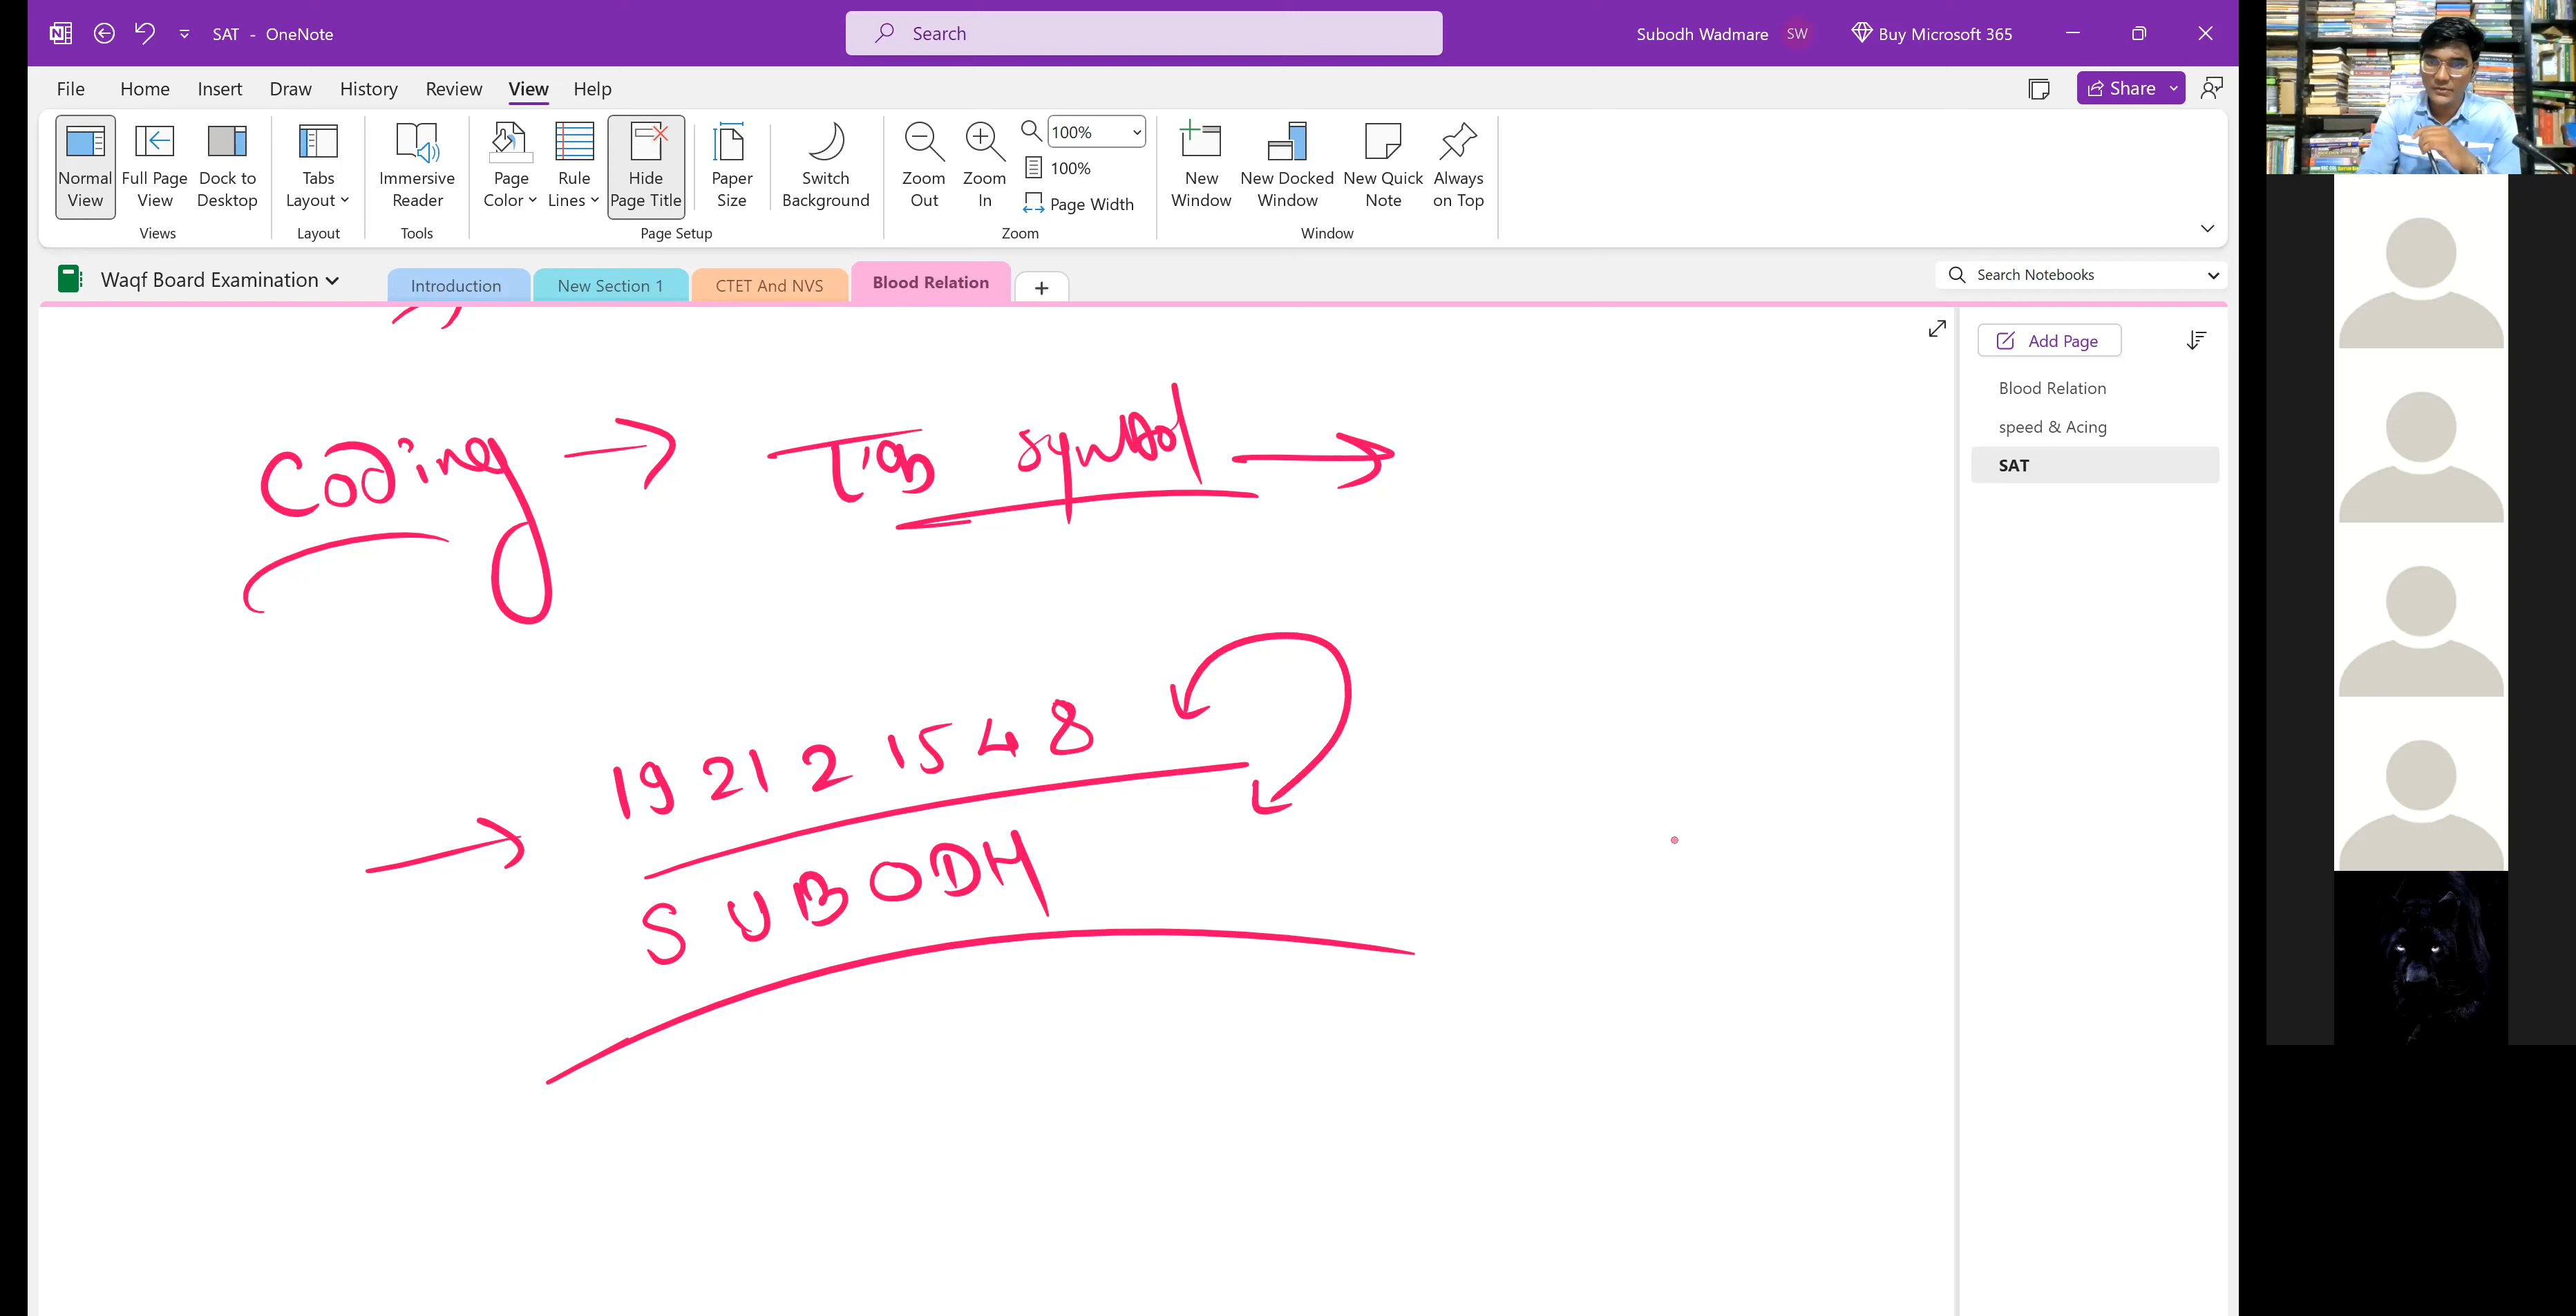 SAT - OneNote
Search
Subodh Wadmare SW
Buy Microsoft 365
File Home Insert Draw History Review View Help
Share
Normal View
Full Page View
Dock to Desktop
Tabs Layout
Immersive Reader
Page Color
Rule Lines
Hide Page Title
Paper Size
Switch Background
Zoom Out
Zoom In
100%
100%
Page Width
New Window
New Docked Window
New Quick Note
Always on Top
Views Layout Tools Page Setup Zoom Window
Waqf Board Examination
Introduction New Section 1 CTET And NVS Blood Relation +
Search Notebooks
Add Page
Blood Relation
speed & Acing
SAT
Coding → symbol →
19 21 2 15 4 8
→
S U B O D H